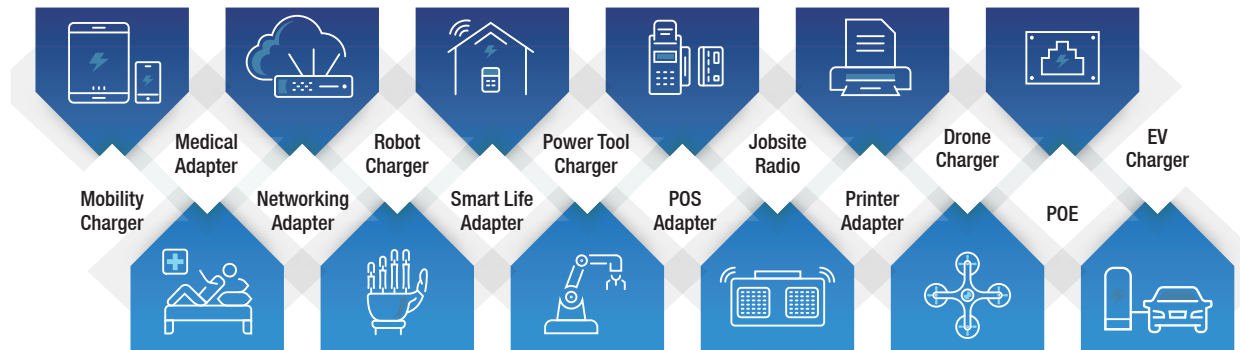 Medical
Adapter
Robot
Charger
Power Tool
Charger
Jobsite
Radio
Drone
Charger
EV
Charger
Mobility
Charger
Networking
Adapter
Smart Life
Adapter
POS
Adapter
Printer
Adapter
POE